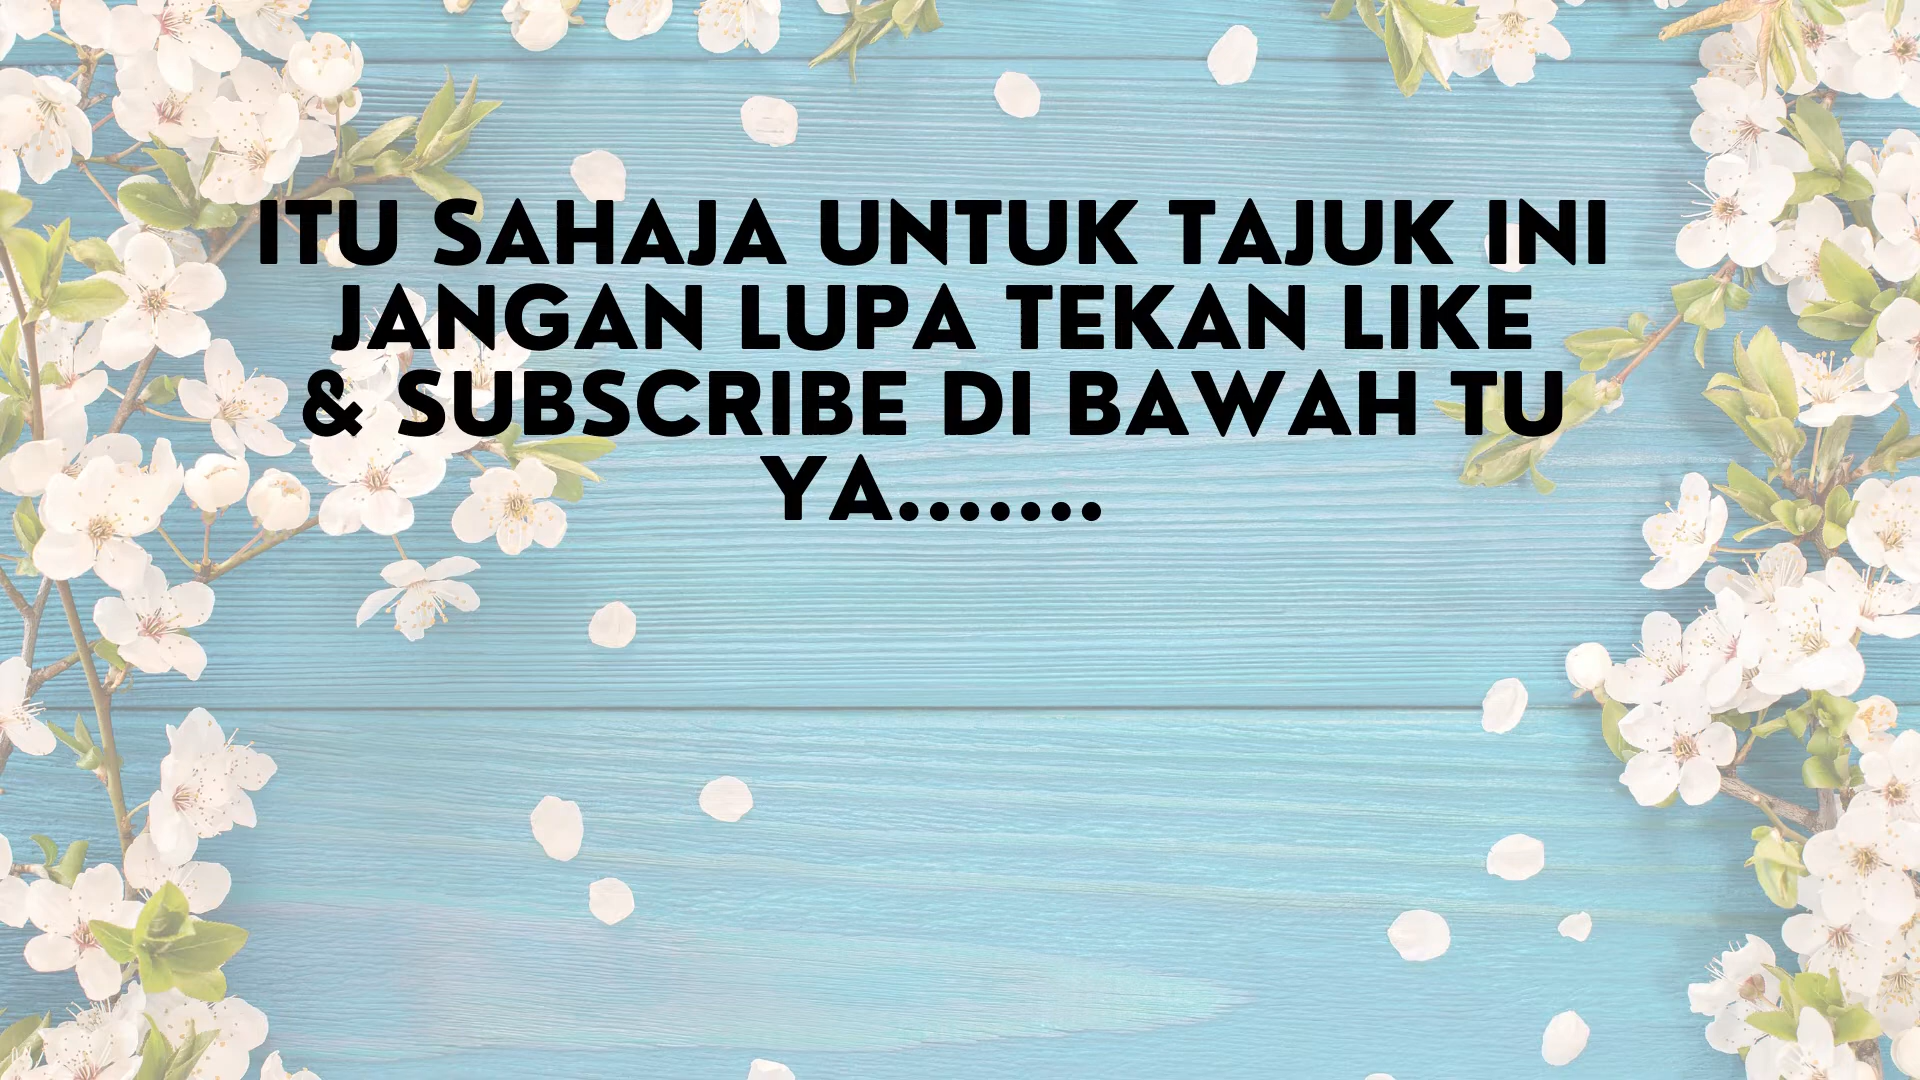 ITU SAHAJA UNTUK TAJUK INI
JANGAN LUPA TEKAN LIKE
& SUBSCRIBE DI BAWAH TU
YA.......